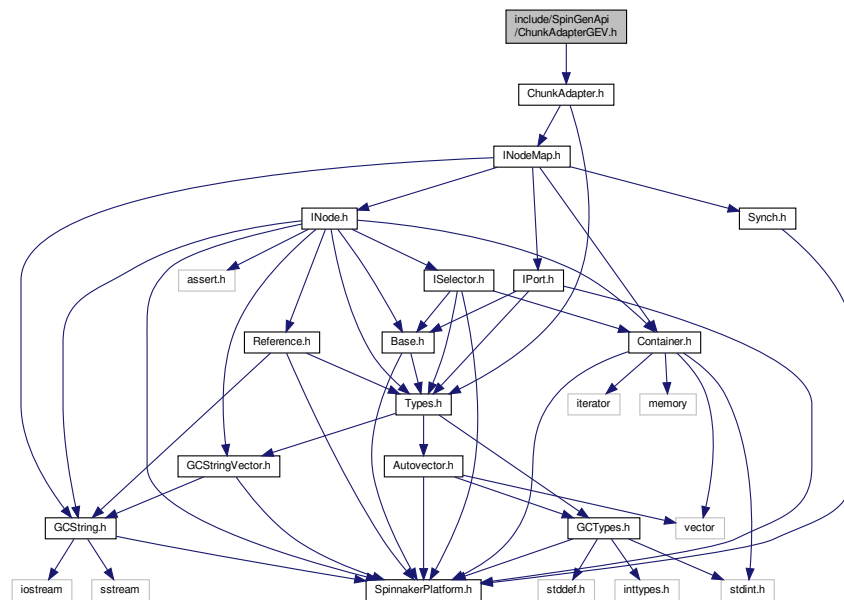 include/SpinGenApi
/ChunkAdapterGEV.h
ChunkAdapter.h
INodeMap.h
INode.h
Synch.h
assert.h
ISelector.h
IPort.h
Reference.h
Base.h
Container.h
Types.h
iterator
memory
GCStringVector.h
Autovector.h
GCString.h
GCTypes.h
vector
iostream
sstream
SpinnakerPlatform.h
stddef.h
inttypes.h
stdint.h